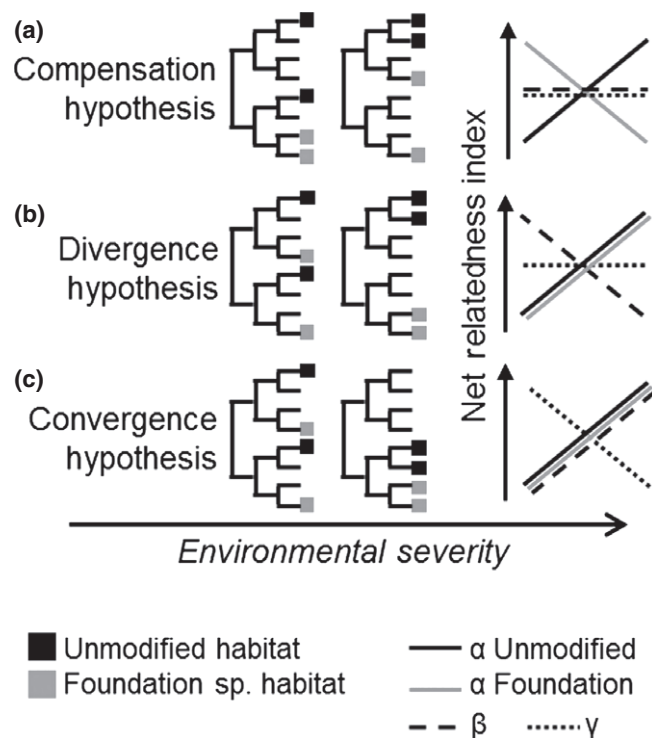 (a)
Compensation
hypothesis
(b)
Divergence
hypothesis
(c)
Convergence
hypothesis
Net relatedness index
Environmental severity
Unmodified habitat
Foundation sp. habitat
α Unmodified
α Foundation
β γ